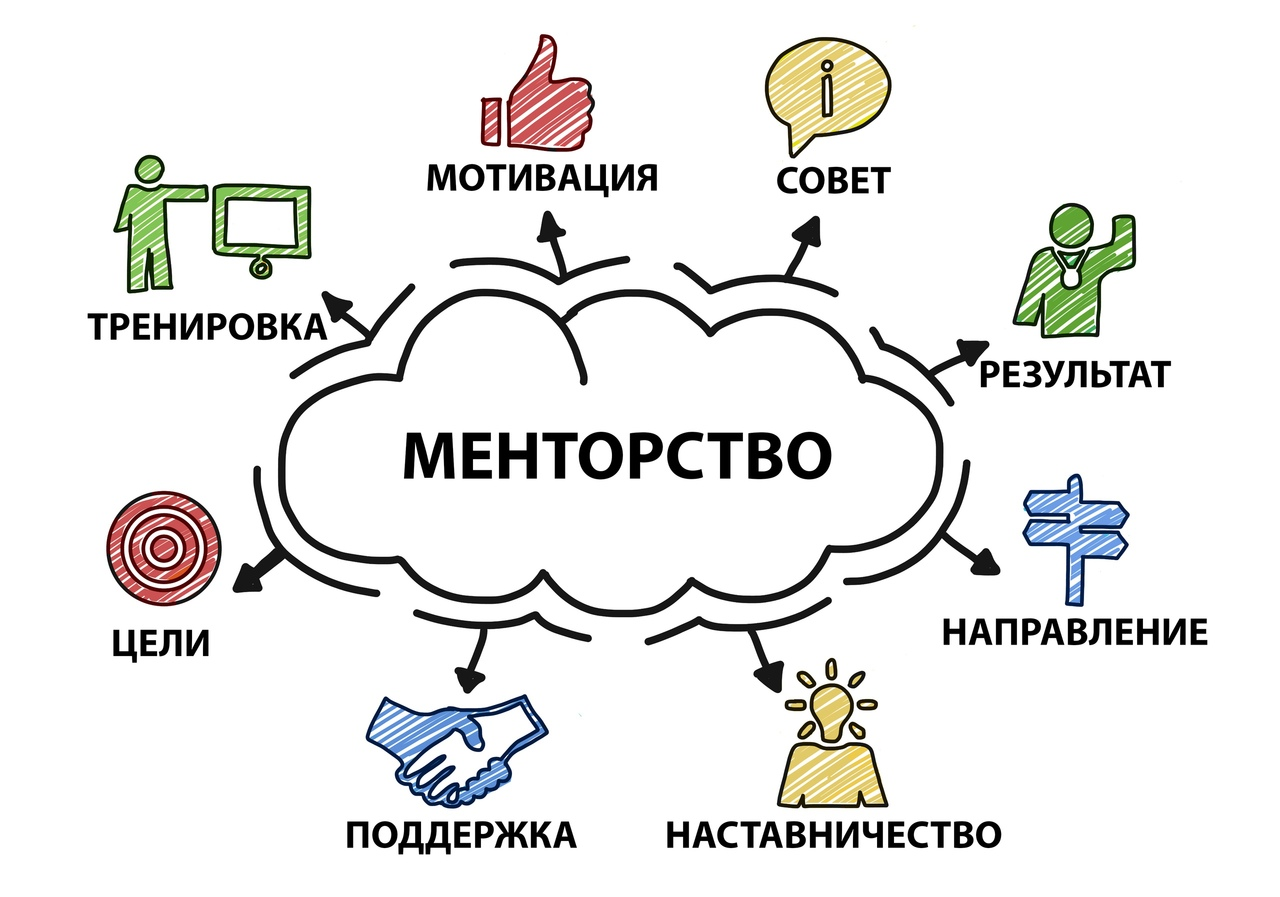 МОТИВАЦИЯ
СОВЕТ
ТРЕНИРОВКА
РЕЗУЛЬТАТ
МЕНТОРСТВО
ЦЕЛИ
НАПРАВЛЕНИЕ
ПОДДЕРЖКА
НАСТАВНИЧЕСТВО